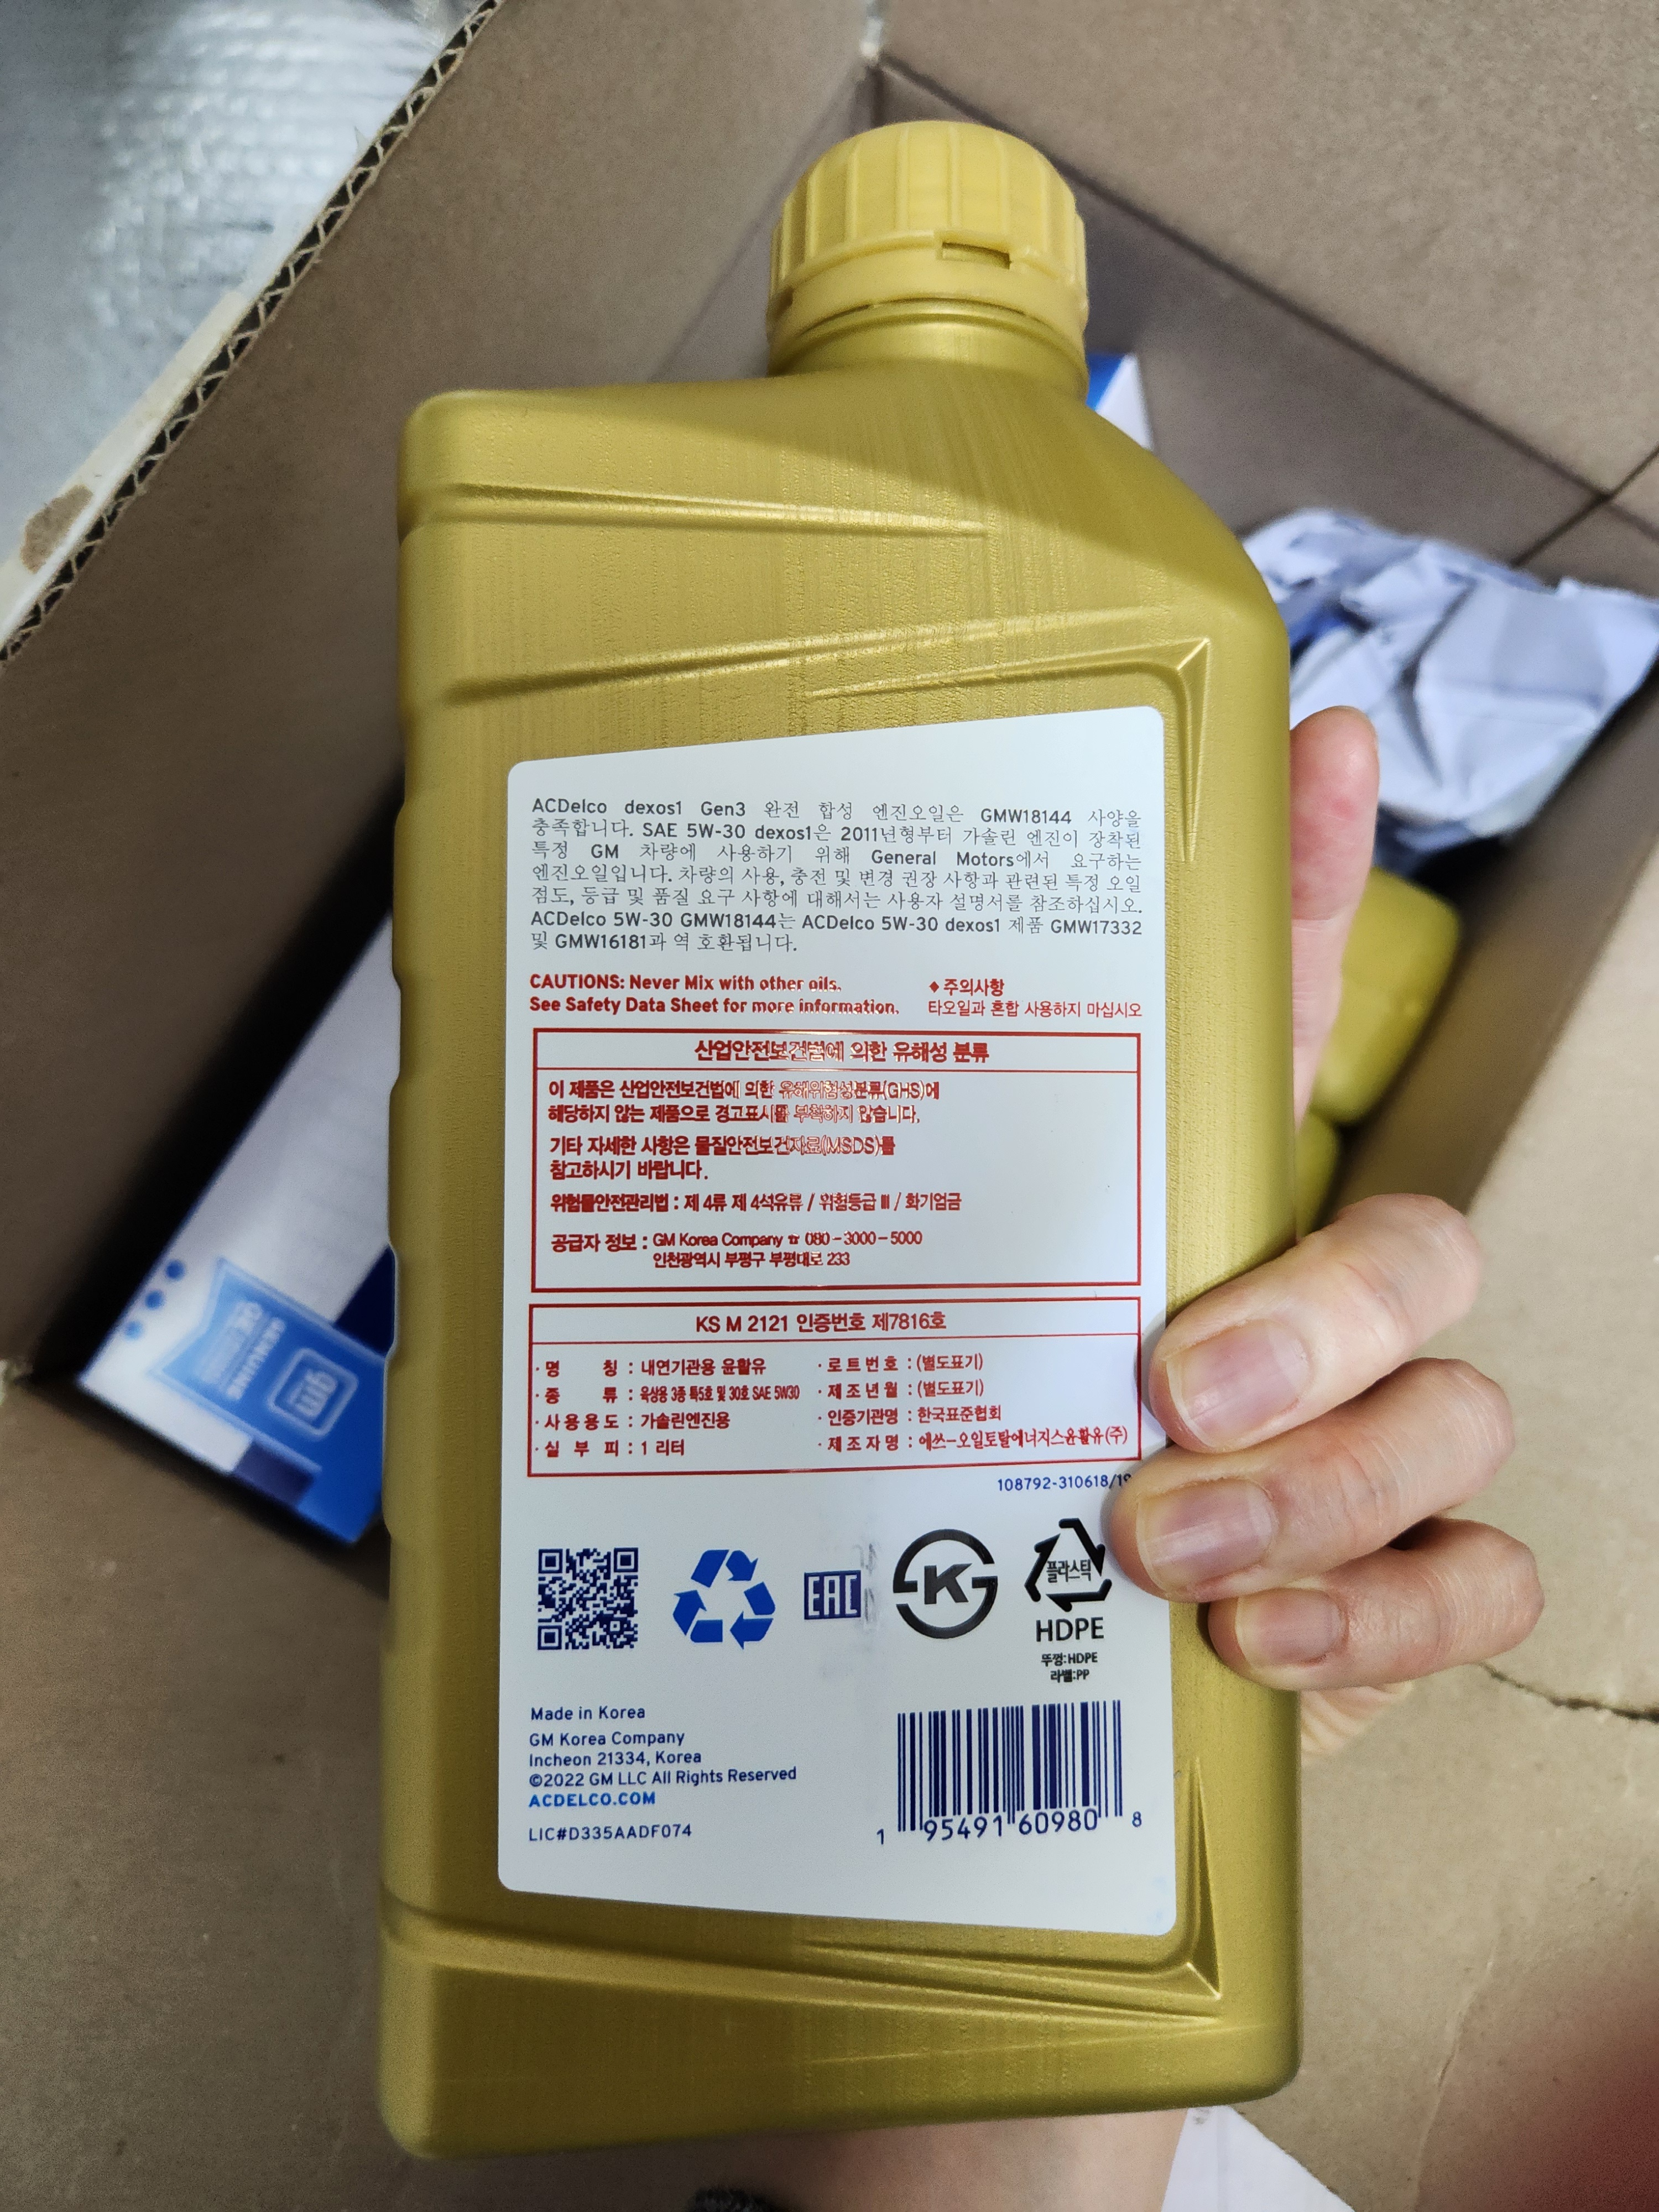 ACDelco dexos1 Gen3 완전 합성 엔진오일은 GMW18144 사양을
충족합니다. SAE 5W-30 dexos1은 2011년형부터 가솔린 엔진이 장착된
특정 GM 차량에 사용하기 위해 General Motors에서 요구하는
엔진오일입니다. 차량의 사용, 충전 및 변경 권장 사항과 관련된 특정 오일
점도, 등급 및 품질 요구 사항에 대해서는 사용자 설명서를 참조하십시오.
ACDelco 5W-30 GMW18144는 ACDelco 5W-30 dexos1 제품 GMW17332
및 GMW16181과 역 호환됩니다.
CAUTIONS: Never Mix with other oils.
See Safety Data Sheet for more information.
♦ 주의사항
타오일과 혼합 사용하지 마십시오
산업안전보건법에 의한 유해성 분류
이 제품은 산업안전보건법에 의한 유해위험성분류(GHS)에
해당하지 않는 제품으로 경고표시를 부착하지 않습니다.
기타 자세한 사항은 물질안전보건자료(MSDS)를
참고하시기 바랍니다.
위험물안전관리법 : 제 4류 제 4석유류 / 위험등급 III / 화기엄금
공급자 정보 : GM Korea Company ☎ 080-3000-5000
인천광역시 부평구 부평대로 233
KS M 2121 인증번호 제7816호
· 명 칭 : 내연기관용 윤활유
· 종 류 : 육상용 3종 특5호 및 30호 SAE 5W30
· 사용용도 : 가솔린엔진용
· 실 부 피 : 1 리터
· 로트번호 : (별도표기)
· 제조년월 : (별도표기)
· 인증기관명 : 한국표준협회
· 제조자명 : 에쓰-오일토탈에너지스윤활유(주)
108792-310618/19
EAC
K
플라스틱
HDPE
뚜껑:HDPE
라벨:PP
Made in Korea
GM Korea Company
Incheon 21334, Korea
©2022 GM LLC All Rights Reserved
ACDELCO.COM
LIC#D335AADF074
1 95491 60980 8
gm
GENUINE